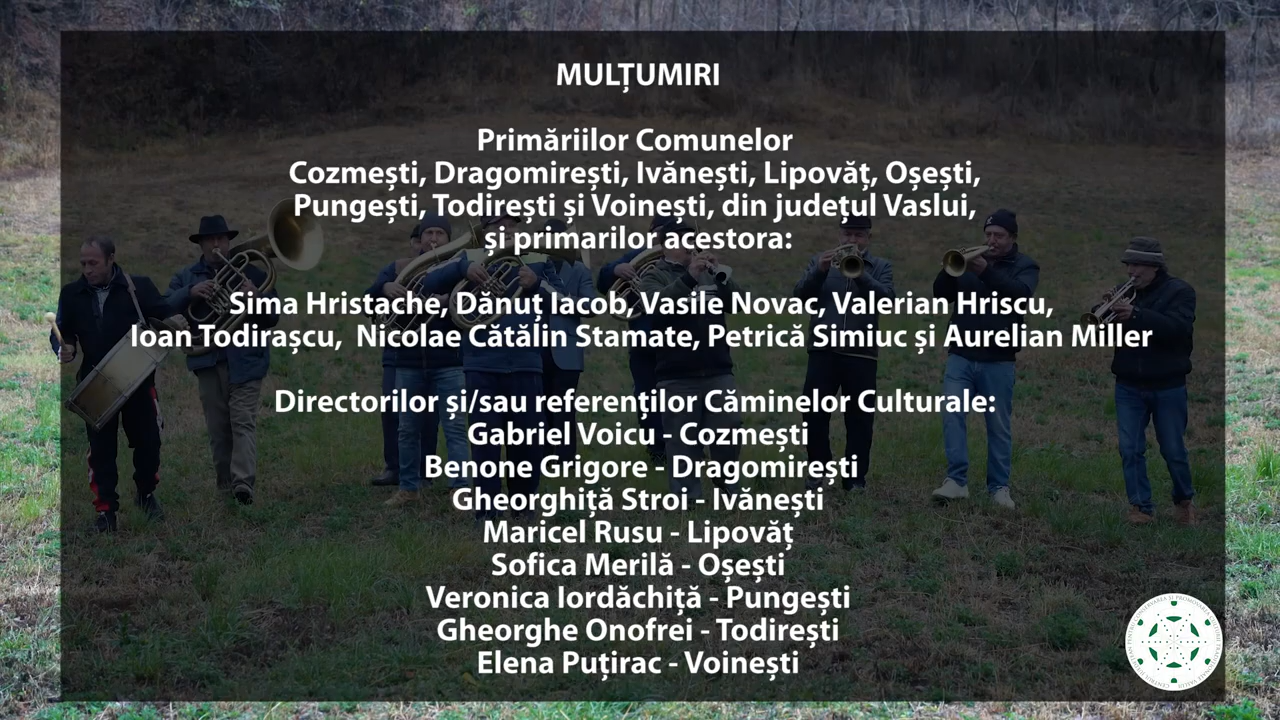 MULȚUMIRI
Primăriilor Comunelor
Cozmești, Dragomirești, Ivănești, Lipovăț, Oșești,
Pungești, Todirești și Voinești, din județul Vaslui,
și primarilor acestora:
Sima Hristache, Dănuț Iacob, Vasile Novac, Valerian Hriscu,
Ioan Todirașcu,  Nicolae Cătălin Stamate, Petrică Simiuc și Aurelian Miller
Directorilor și/sau referenților Căminelor Culturale:
Gabriel Voicu - Cozmești
Benone Grigore - Dragomirești
Gheorghiță Stroi - Ivănești
Maricel Rusu - Lipovăț
Sofica Merilă - Oșești
Veronica Iordăchiță - Pungești
Gheorghe Onofrei - Todirești
Elena Puțirac - Voinești